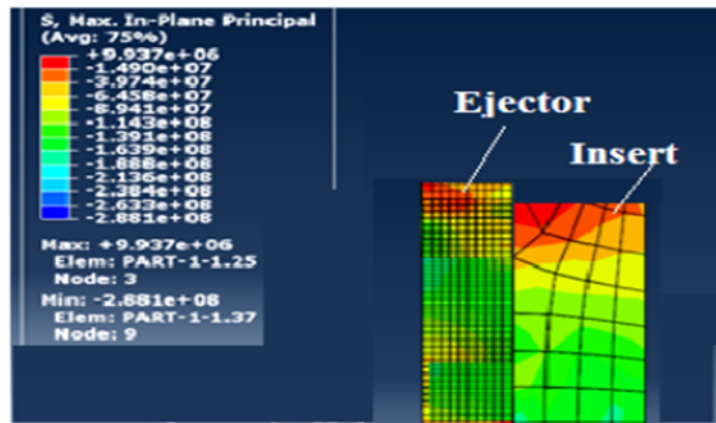 S, Max. In-Plane Principal
(Avg: 75%)
+9.937e+06
-1.490e+07
-3.974e+07
-6.458e+07
-8.941e+07
-1.143e+08
-1.391e+08
-1.639e+08
-1.888e+08
-2.136e+08
-2.384e+08
-2.633e+08
-2.881e+08
Max: +9.937e+06
Elem: PART-1-1.25
Node: 3
Min: -2.881e+08
Elem: PART-1-1.37
Node: 9
Ejector
Insert